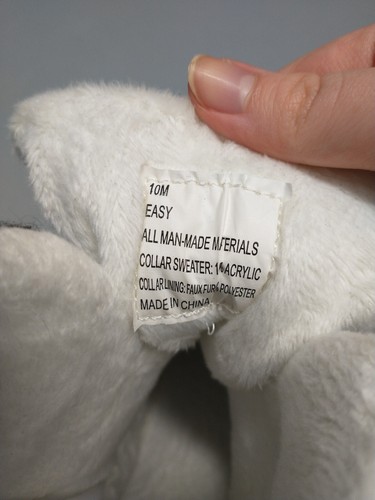 10M
EASY
ALL MAN-MADE MATERIALS
COLLAR SWEATER: ACRYLIC
COLLAR LINING: FAUX FUR POLYESTER
MADE IN CHINA